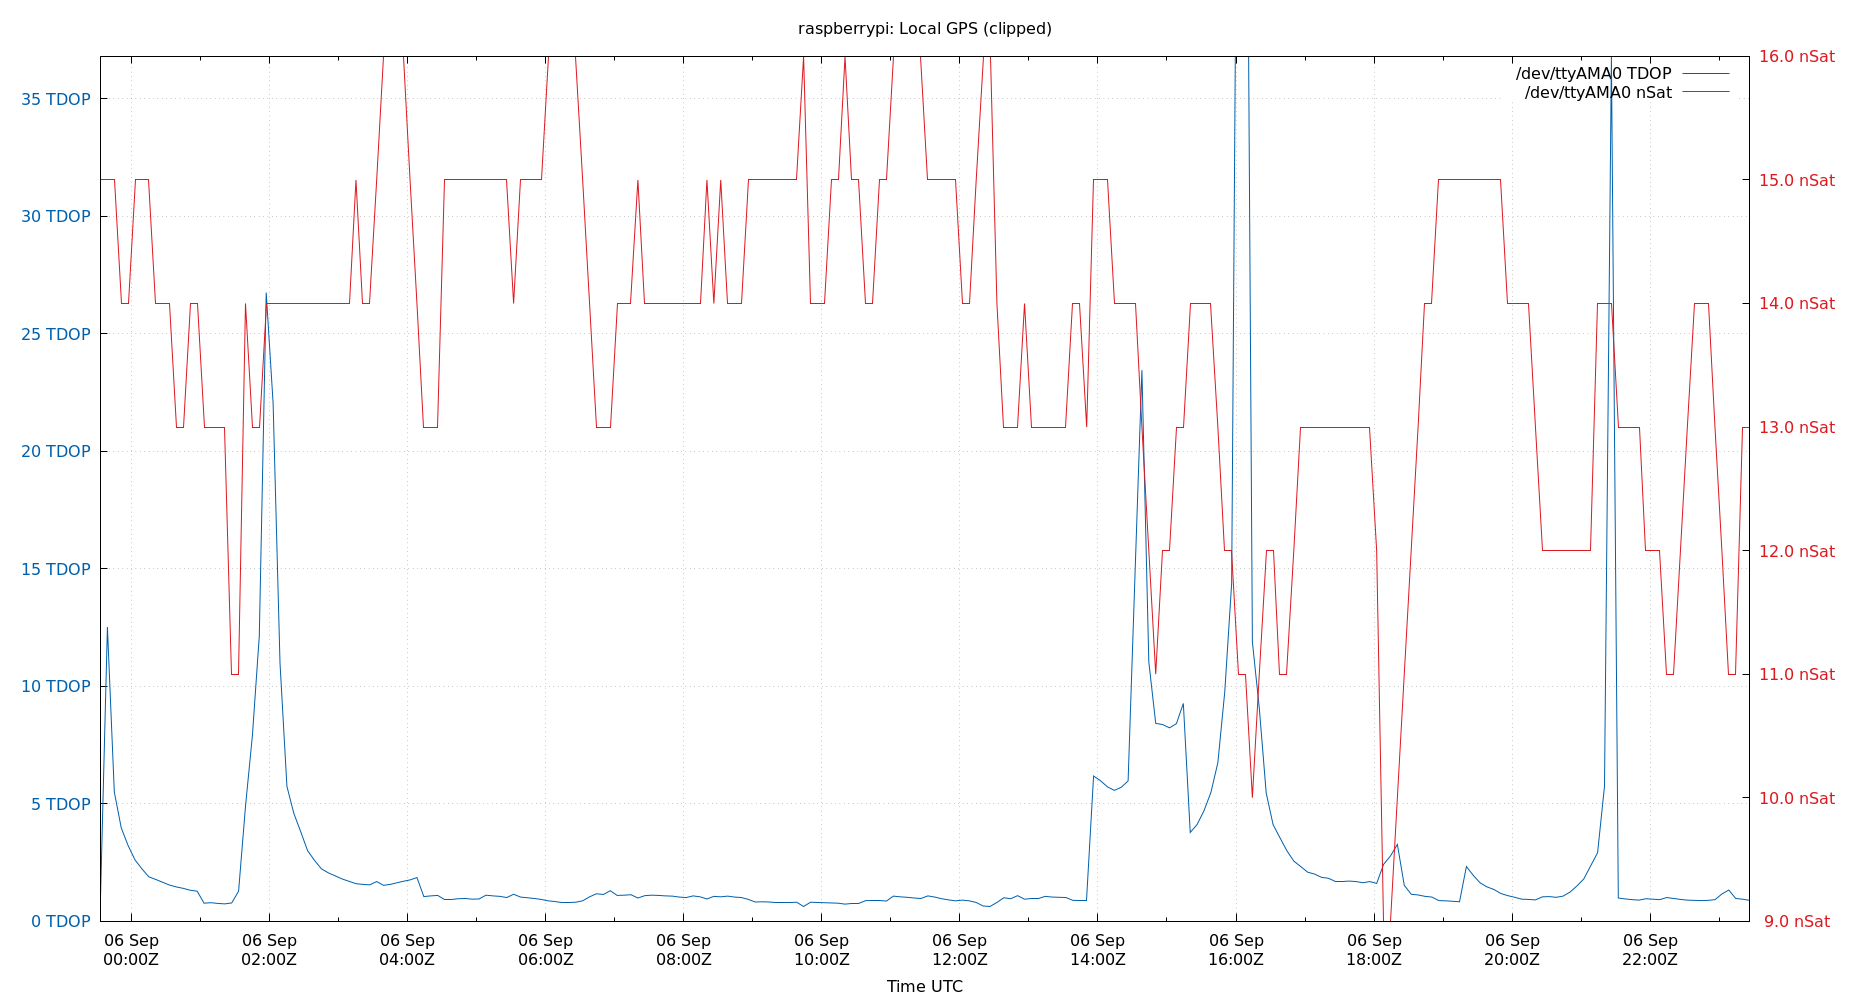 raspberrypi: Local GPS (clipped)
/dev/ttyAMA0 TDOP
/dev/ttyAMA0 nSat
35 TDOP
30 TDOP
25 TDOP
20 TDOP
15 TDOP
10 TDOP
5 TDOP
0 TDOP
16.0 nSat
15.0 nSat
14.0 nSat
13.0 nSat
12.0 nSat
11.0 nSat
10.0 nSat
9.0 nSat
06 Sep
00:00Z
06 Sep
02:00Z
06 Sep
04:00Z
06 Sep
06:00Z
06 Sep
08:00Z
06 Sep
10:00Z
06 Sep
12:00Z
06 Sep
14:00Z
06 Sep
16:00Z
06 Sep
18:00Z
06 Sep
20:00Z
06 Sep
22:00Z
Time UTC